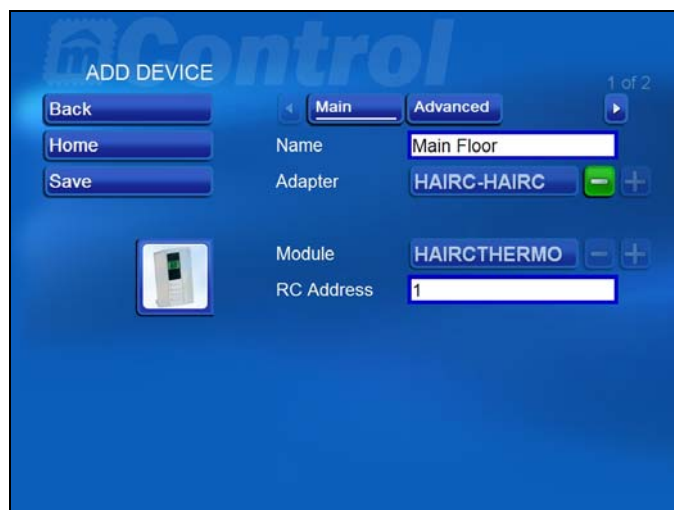 mControl
ADD DEVICE
1 of 2
Back
Main
Advanced
Home
Name
Main Floor
Save
Adapter
HAIRC-HAIRC
Module
HAIRCTHERMO
RC Address
1